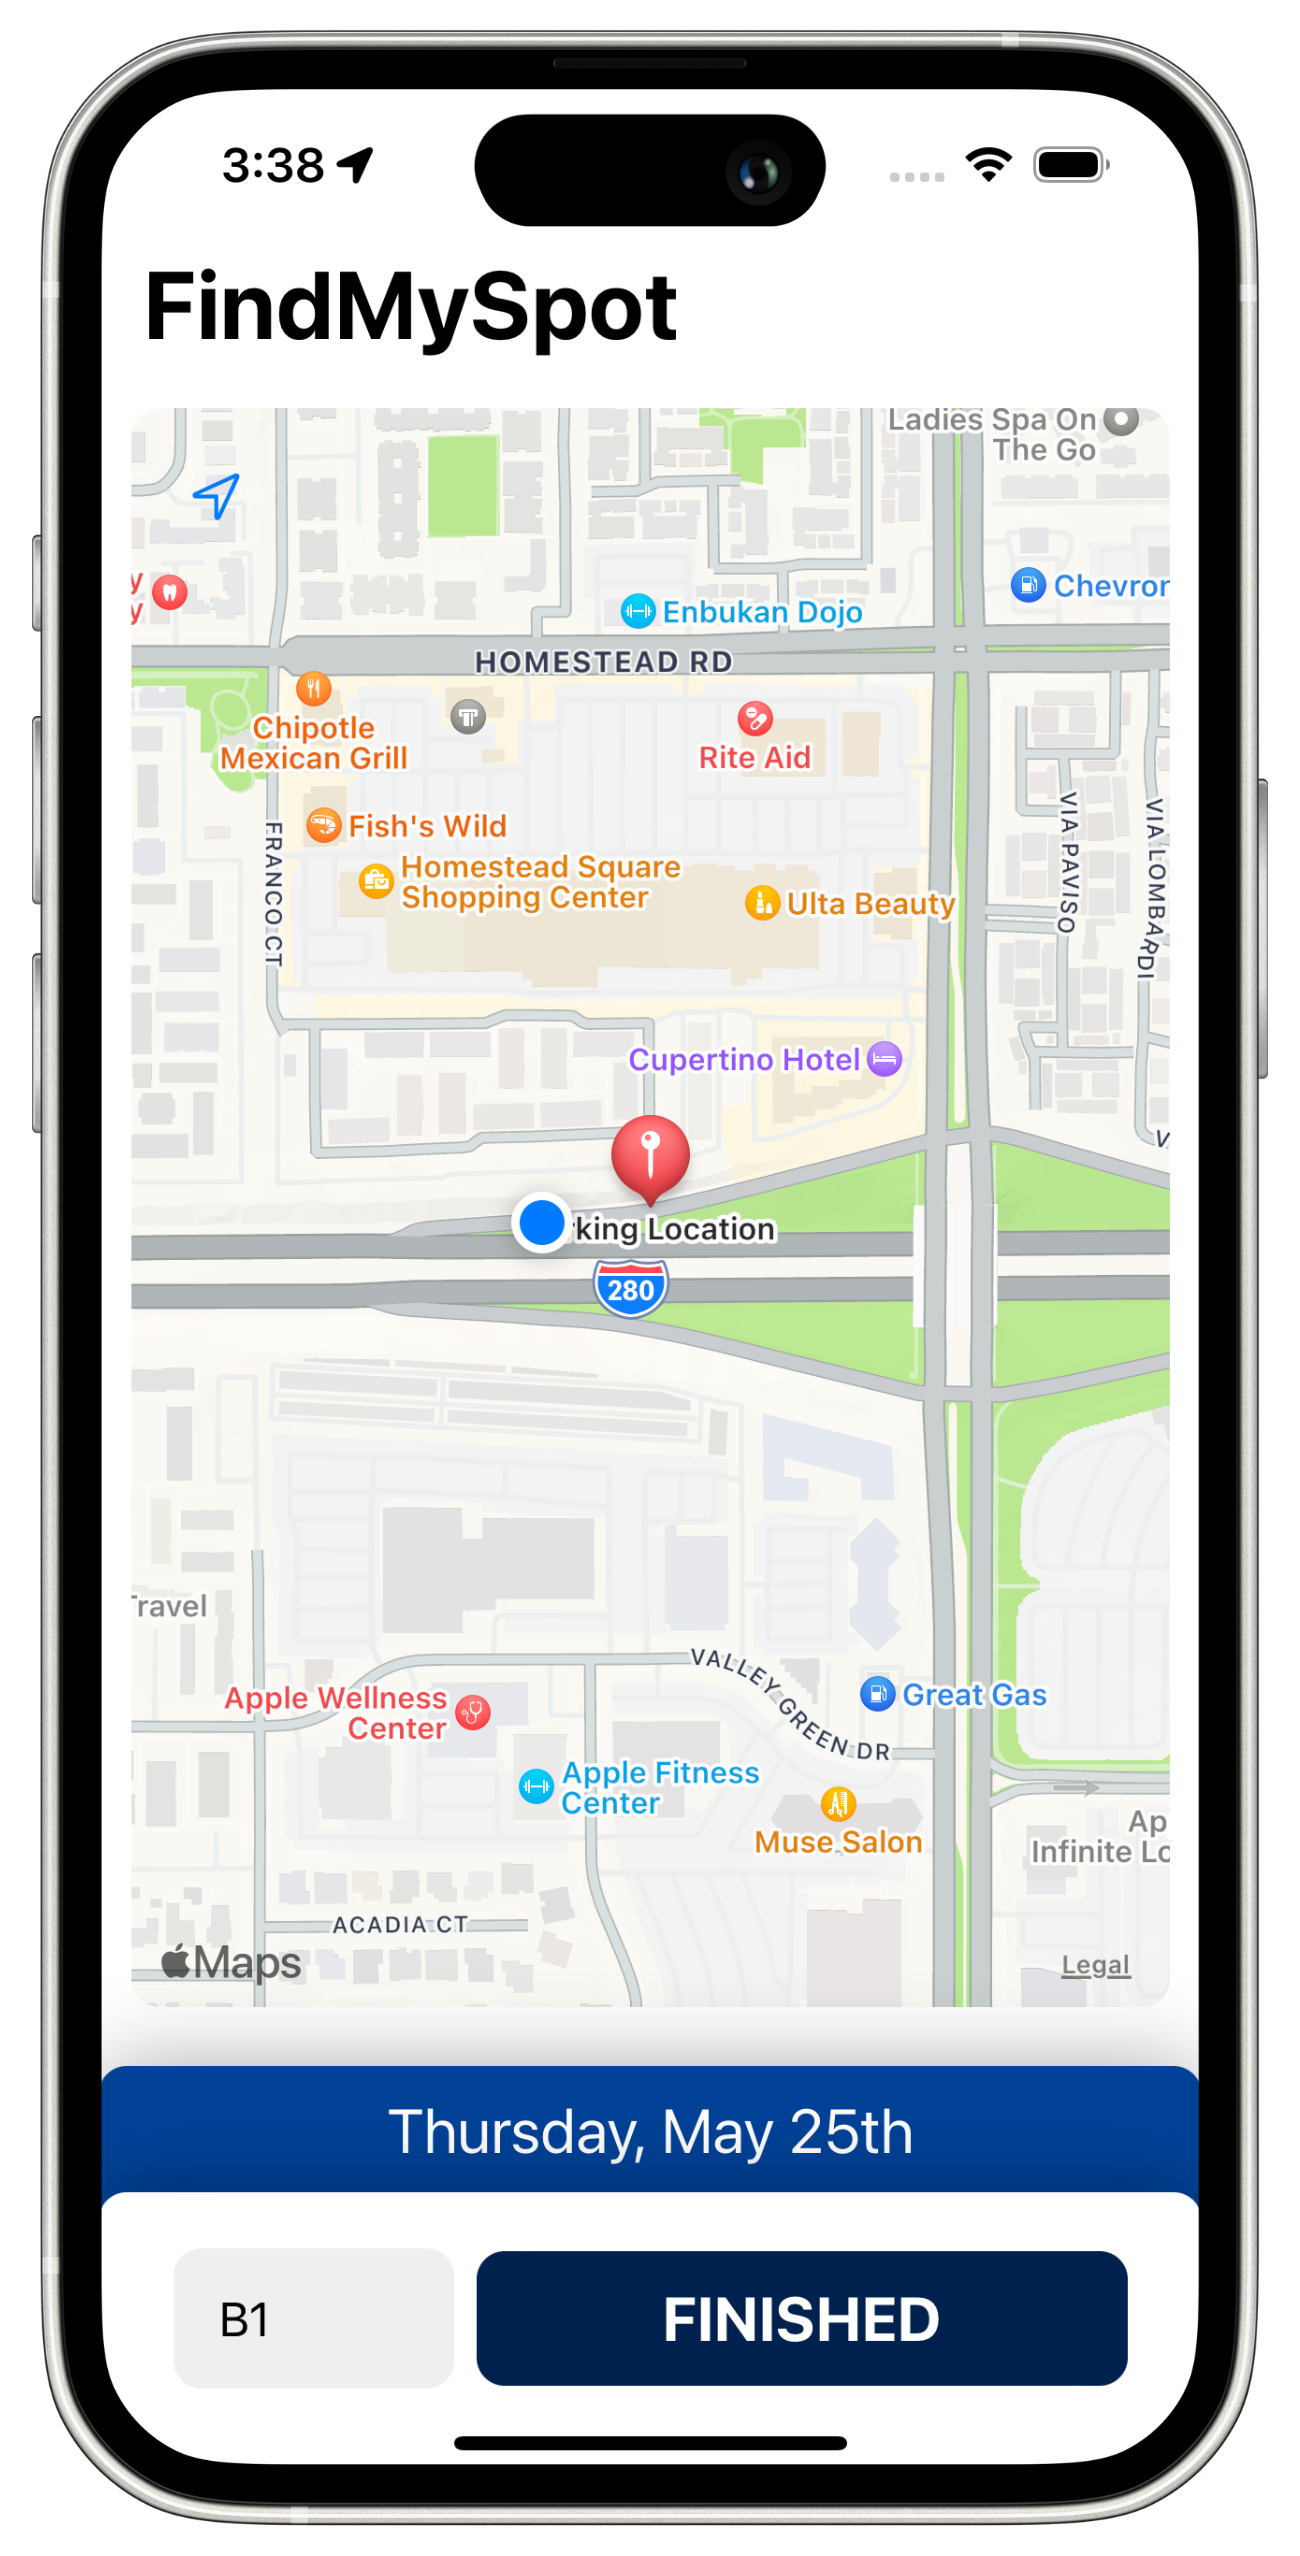 3:38
FindMySpot
Ladies Spa On
The Go
Chevron
Enbukan Dojo
HOMESTEAD RD
Chipotle
Mexican Grill
Rite Aid
Fish's Wild
Homestead Square
Shopping Center
Ulta Beauty
FRANCO CT
VIA PAVISO
VIA LOMBARDI
Cupertino Hotel
king Location
280
Travel
VALLEY GREEN DR
Great Gas
Apple Wellness
Center
Apple Fitness
Center
Muse Salon
Ap
Infinite Lo
ACADIA CT
Maps
Legal
Thursday, May 25th
B1
FINISHED